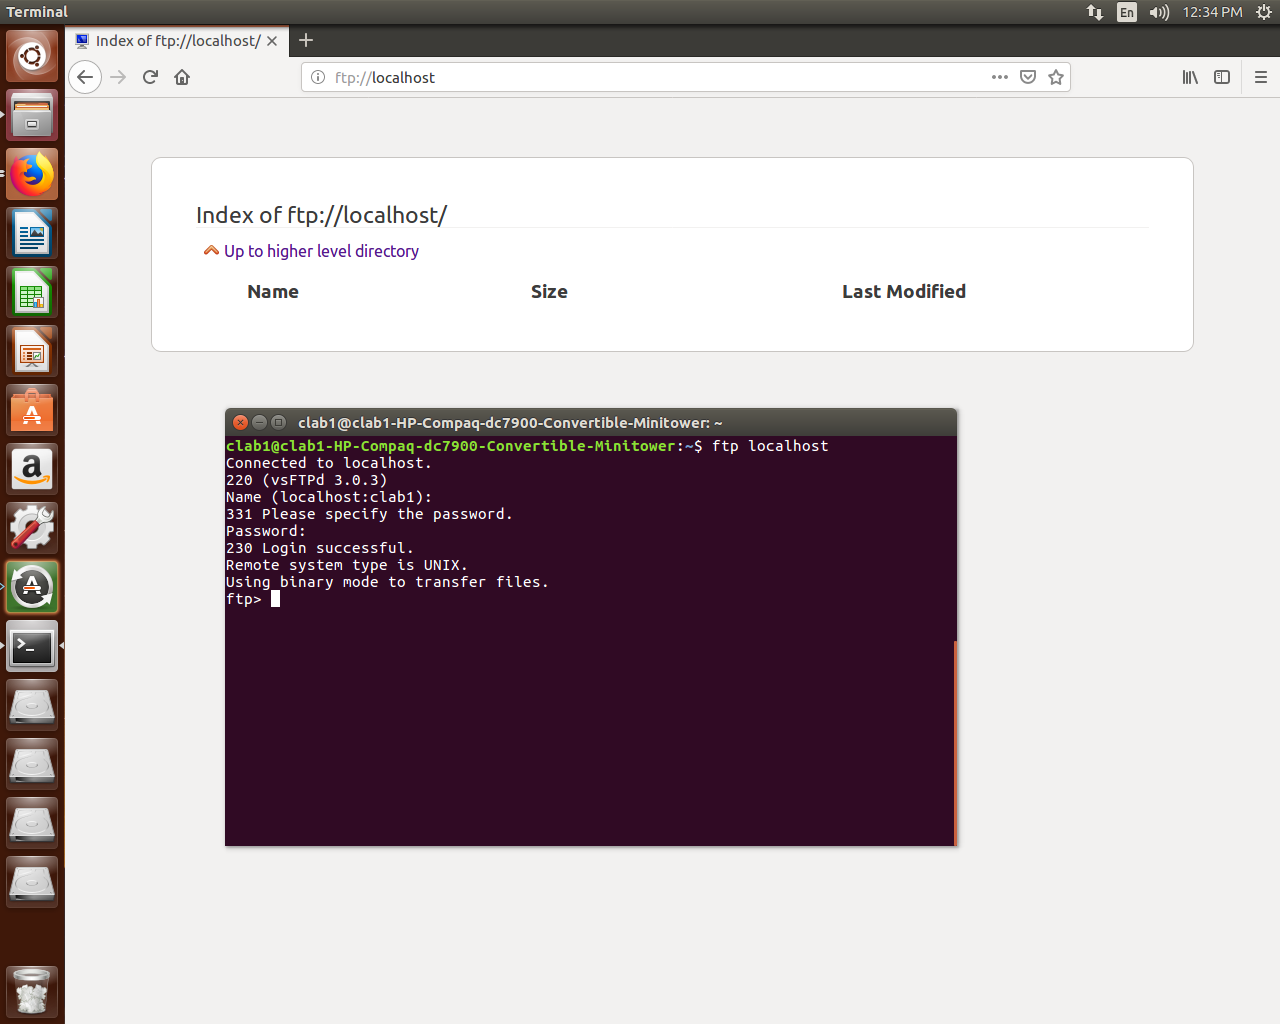 Terminal
En
12:34 PM
Index of ftp://localhost/
ftp://localhost
Index of ftp://localhost/
Up to higher level directory
Name Size Last Modified
clab1@clab1-HP-Compaq-dc7900-Convertible-Minitower: ~
clab1@clab1-HP-Compaq-dc7900-Convertible-Minitower:~$ ftp localhost
Connected to localhost.
220 (vsFTPd 3.0.3)
Name (localhost:clab1):
331 Please specify the password.
Password:
230 Login successful.
Remote system type is UNIX.
Using binary mode to transfer files.
ftp>